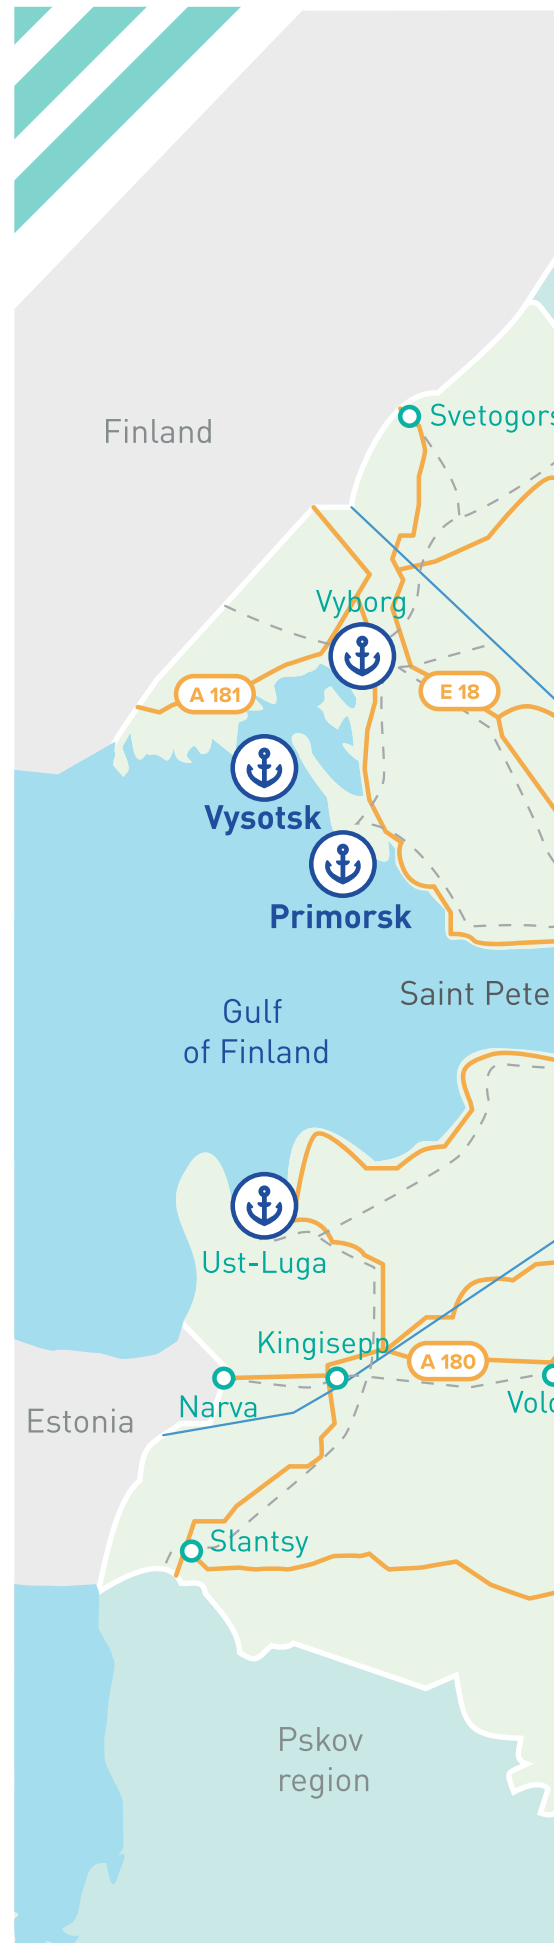 Svetogors
Finland
Vyborg
A 181
E 18
Vysotsk
Primorsk
Saint Pete
Gulf
of Finland
Ust-Luga
Kingisepp
A 180
Narva
Volo
Estonia
Slantsy
Pskov
region